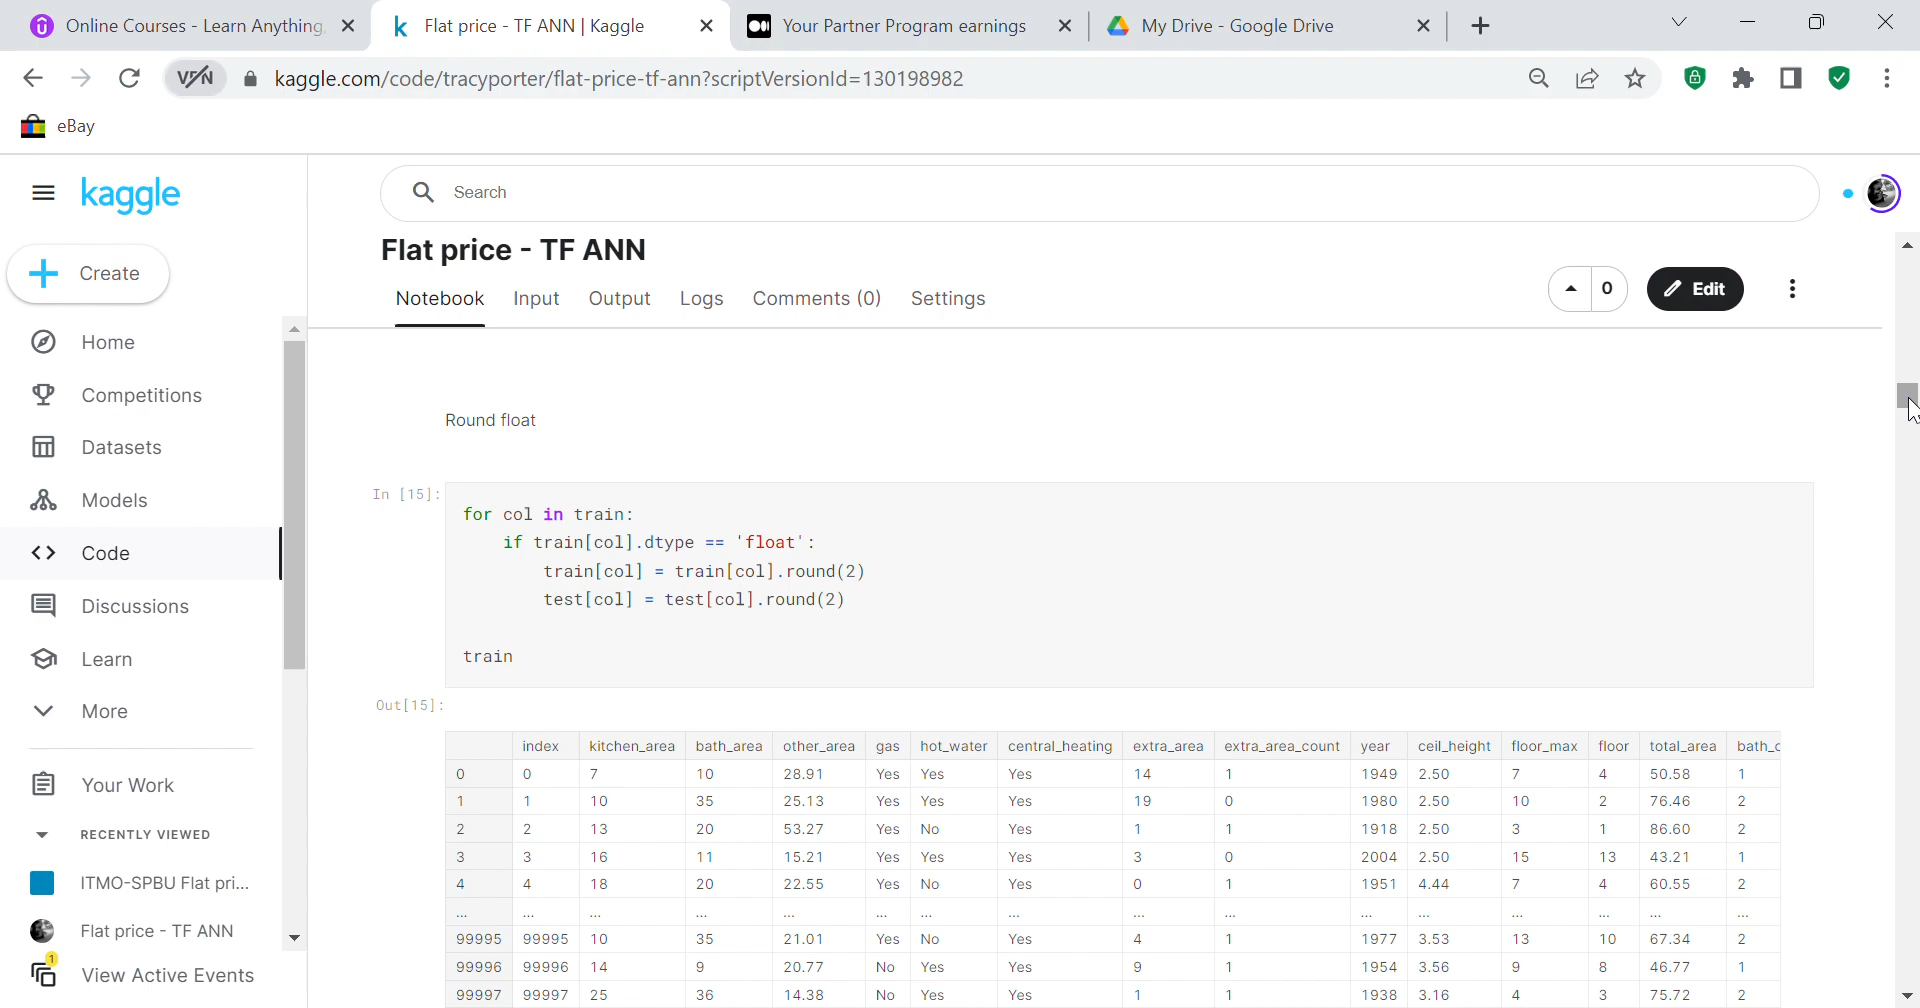 Online Courses - Learn Anything,
Flat price - TF ANN | Kaggle
Your Partner Program earnings
My Drive - Google Drive
VPN
kaggle.com/code/tracyporter/flat-price-tf-ann?scriptVersionId=130198982
eBay
kaggle
Search
Create
Flat price - TF ANN
Notebook Input Output Logs Comments (0) Settings
0
Edit
Home
Competitions
Datasets
Models
Code
Discussions
Learn
More
Your Work
RECENTLY VIEWED
ITMO-SPBU Flat pri...
Flat price - TF ANN
1
View Active Events
Round float
In [15]:
for col in train:
if train[col].dtype == 'float':
train[col] = train[col].round(2)
test[col] = test[col].round(2)
train
Out[15]:
index kitchen_area bath_area other_area gas hot_water central_heating extra_area extra_area_count year ceil_height floor_max floor total_area bath_c
0 0 7 10 28.91 Yes Yes Yes 14 1 1949 2.50 7 4 50.58 1
1 1 10 35 25.13 Yes Yes Yes 19 0 1980 2.50 10 2 76.46 2
2 2 13 20 53.27 Yes No Yes 1 1 1918 2.50 3 1 86.60 2
3 3 16 11 15.21 Yes Yes Yes 3 0 2004 2.50 15 13 43.21 1
4 4 18 20 22.55 Yes No Yes 0 1 1951 4.44 7 4 60.55 2
... ... ... ... ... ... ... ... ... ... ... ... ... ... ... ...
99995 99995 10 35 21.01 Yes No Yes 4 1 1977 3.53 13 10 67.34 2
99996 99996 14 9 20.77 No Yes Yes 9 1 1954 3.56 9 8 46.77 1
99997 99997 25 36 14.38 No Yes Yes 1 1 1938 3.16 4 3 75.72 2